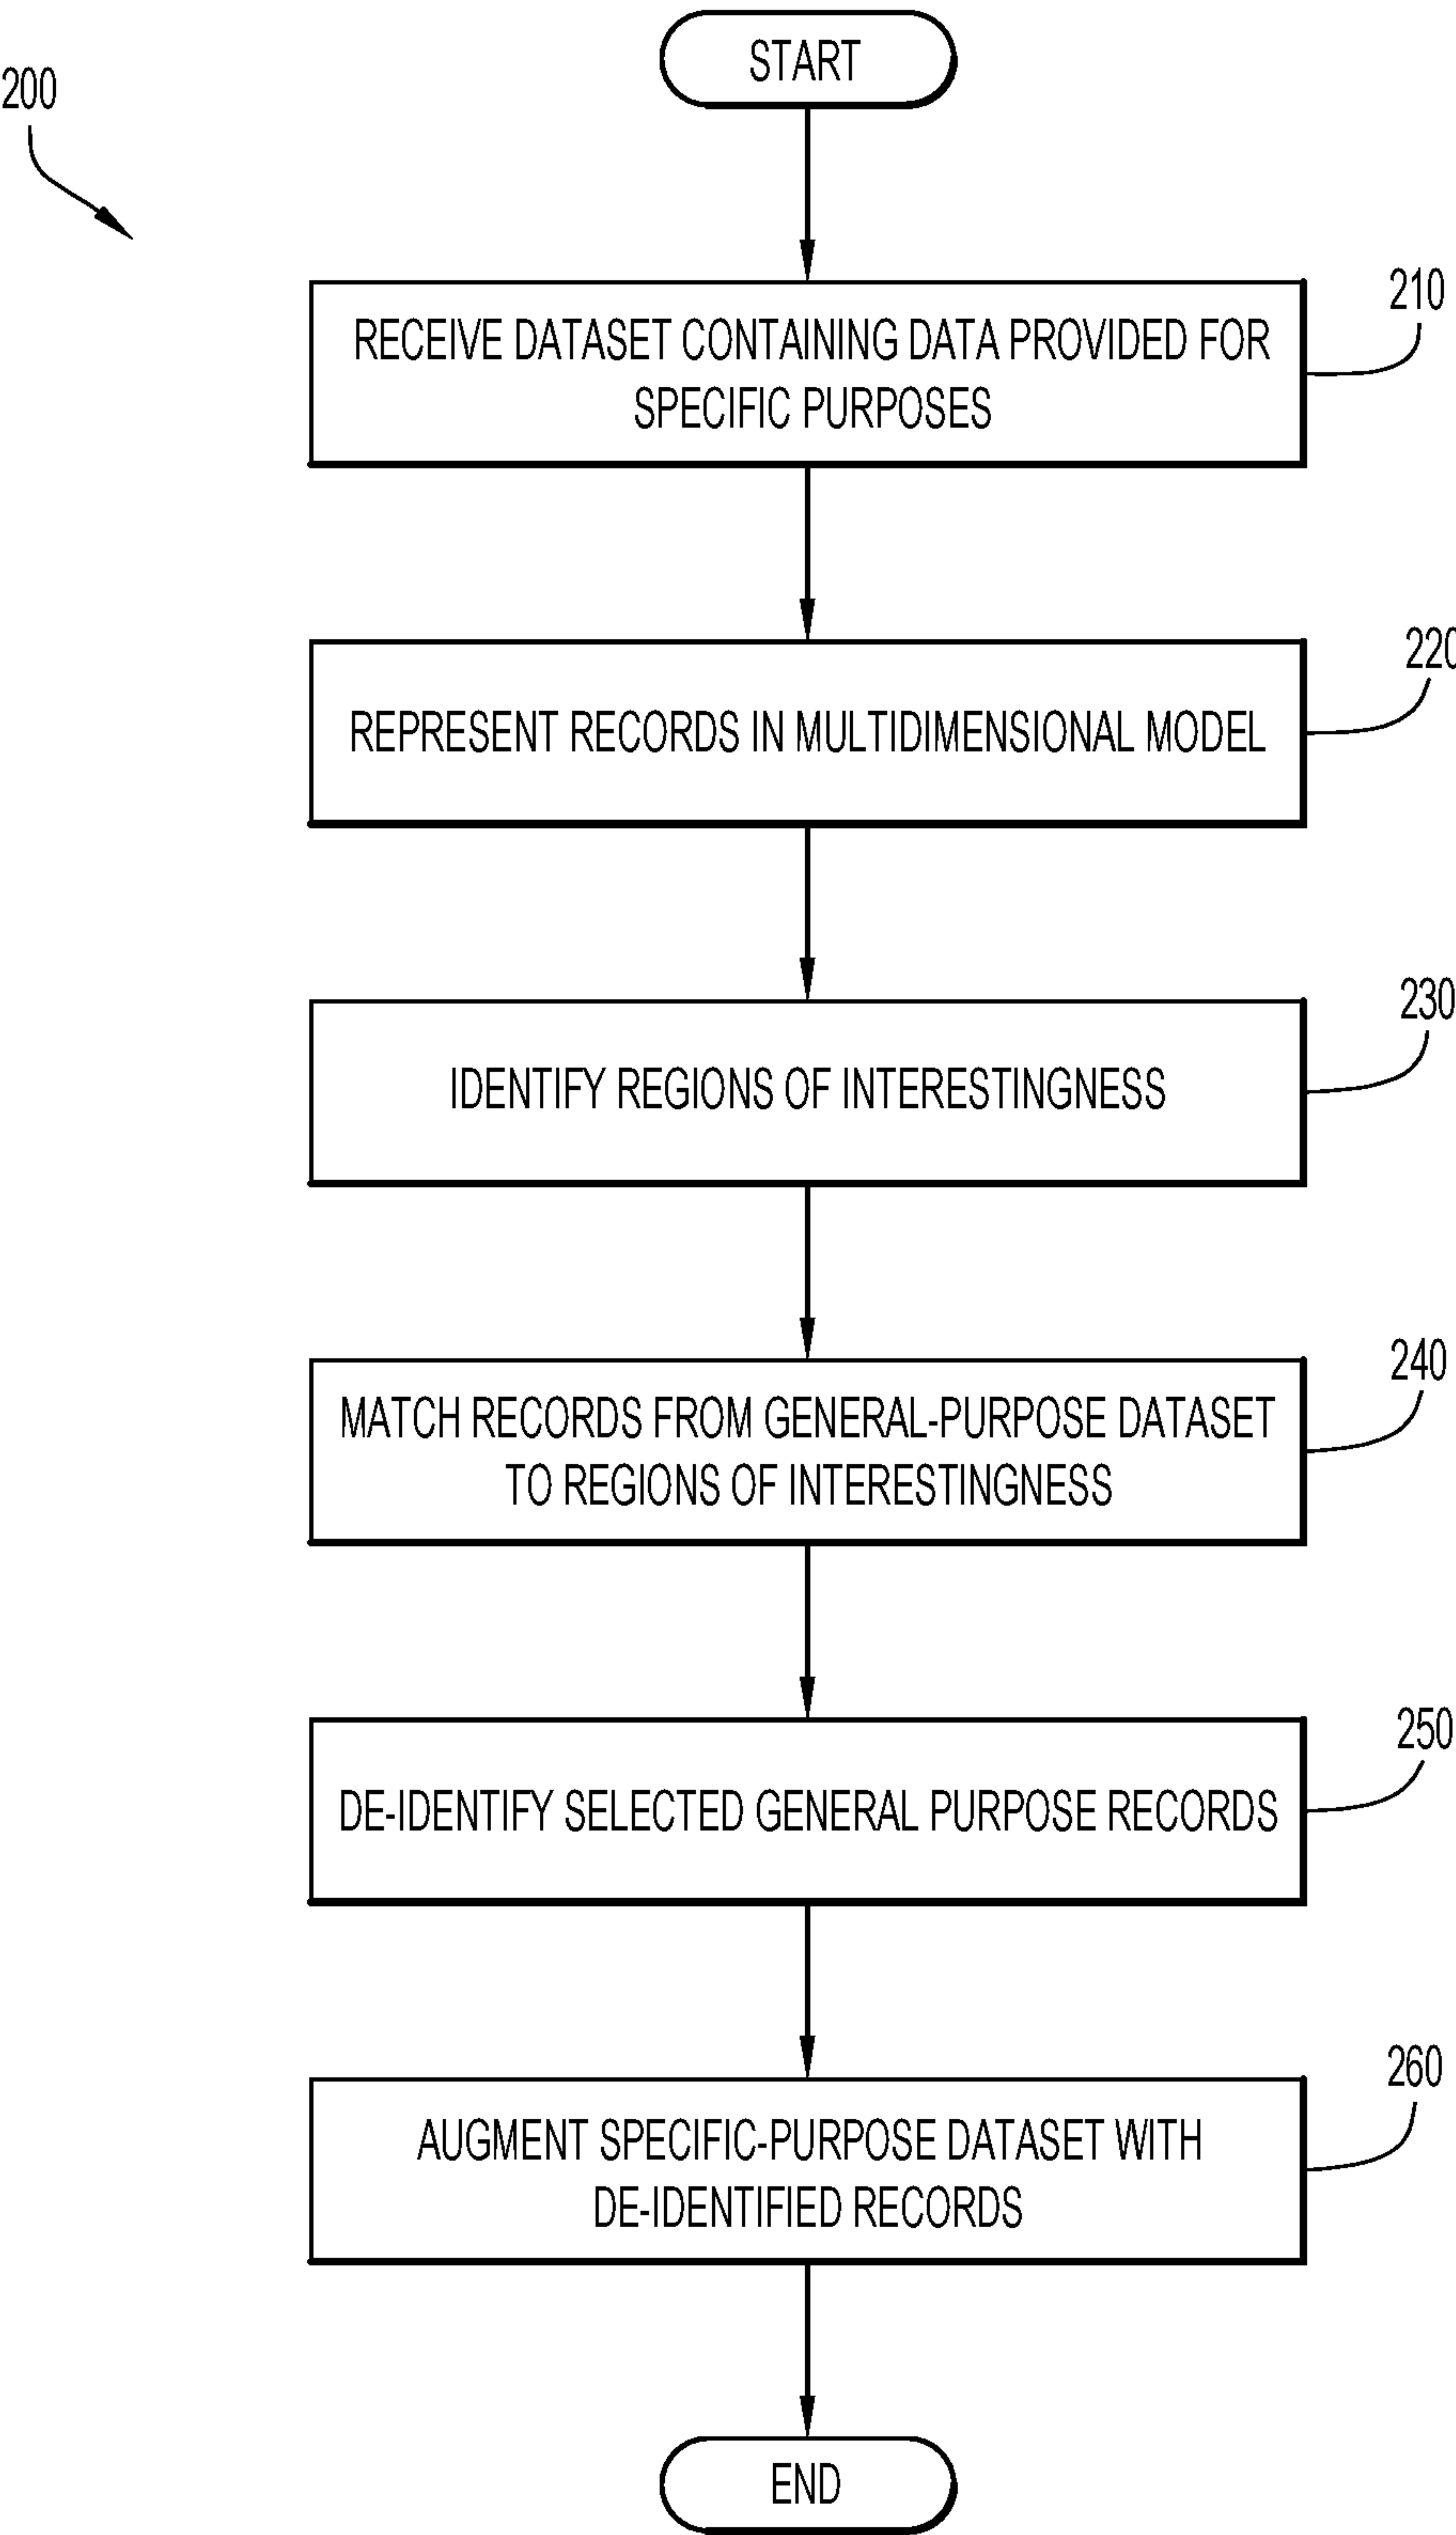 200
START
210
RECEIVE DATASET CONTAINING DATA PROVIDED FOR
SPECIFIC PURPOSES
220
REPRESENT RECORDS IN MULTIDIMENSIONAL MODEL
230
IDENTIFY REGIONS OF INTERESTINGNESS
240
MATCH RECORDS FROM GENERAL-PURPOSE DATASET
TO REGIONS OF INTERESTINGNESS
250
DE-IDENTIFY SELECTED GENERAL PURPOSE RECORDS
260
AUGMENT SPECIFIC-PURPOSE DATASET WITH
DE-IDENTIFIED RECORDS
END